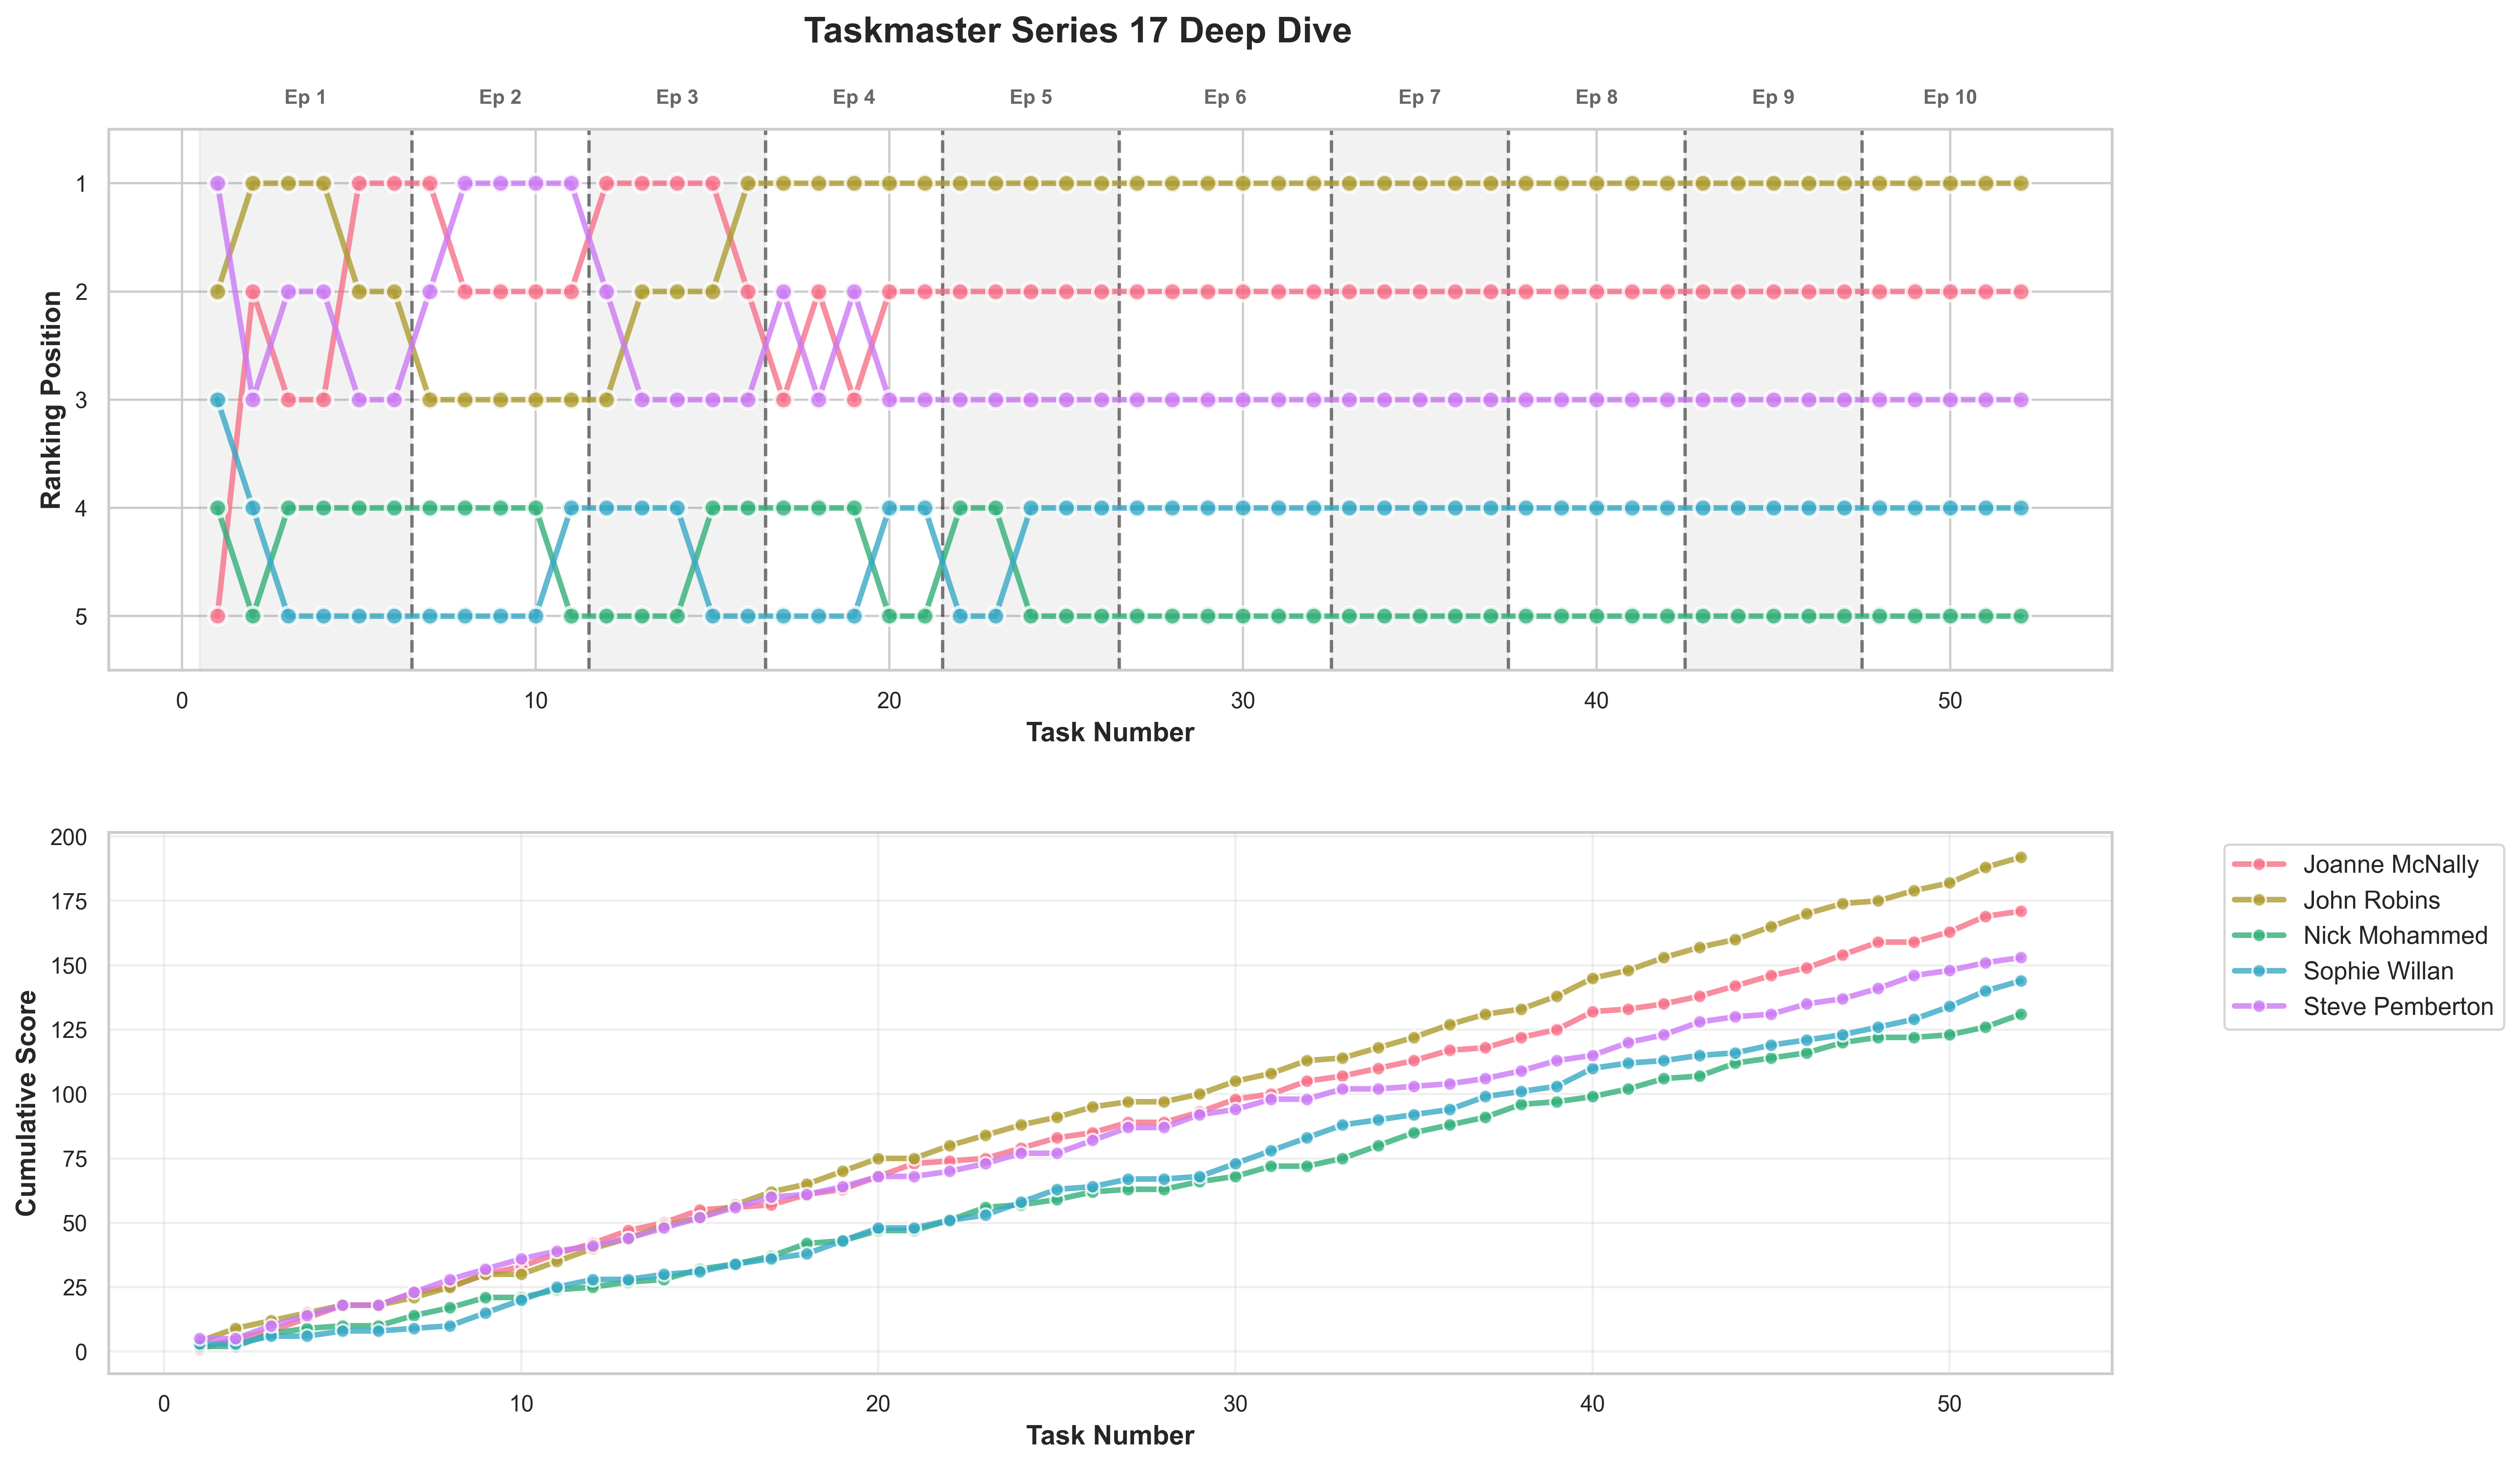 Taskmaster Series 17 Deep Dive
Ep 1 Ep 2 Ep 3 Ep 4 Ep 5 Ep 6 Ep 7 Ep 8 Ep 9 Ep 10
Ranking Position
1
2
3
4
5
0 10 20 30 40 50
Task Number
Cumulative Score
200
175
150
125
100
75
50
25
0
0 10 20 30 40 50
Task Number
Joanne McNally
John Robins
Nick Mohammed
Sophie Willan
Steve Pemberton